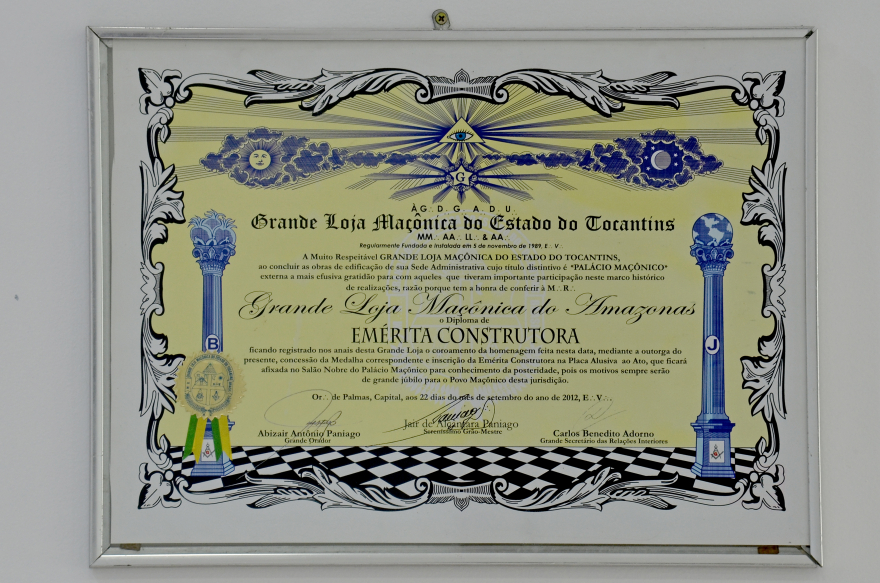 G
À G∴ D∴ G∴ A∴ D∴ U∴
Grande Loja Maçônica do Estado do Tocantins
MM∴ AA∴ LL∴ & AA∴
Regularmente Fundada e Instalada em 5 de novembro de 1989, E∴ V∴
A Muito Respeitável GRANDE LOJA MAÇÔNICA DO ESTADO DO TOCANTINS,
ao concluir as obras de edificação de sua Sede Administrativa cujo título distintivo é "PALÁCIO MAÇÔNICO"
externa a mais efusiva gratidão para com aqueles que tiveram importante participação neste marco histórico
de realizações, razão porque tem a honra de conferir à M∴ R∴
Grande Loja Maçônica do Amazonas
o Diploma de
EMÉRITA CONSTRUTORA
ficando registrado nos anais desta Grande Loja o coroamento da homenagem feita nesta data, mediante a outorga do
presente, concessão da Medalha correspondente e inscrição da Emérita Construtora na Placa Alusiva ao Ato, que ficará
afixada no Salão Nobre do Palácio Maçônico para conhecimento da posteridade, pois os motivos sempre serão
de grande júbilo para o Povo Maçônico desta jurisdição.
Or∴ de Palmas, Capital, aos 22 dias do mês de setembro do ano de 2012, E∴ V∴
Abizair Antônio Paniago
Grande Orador
Jair de Alcântara Paniago
Sereníssimo Grão-Mestre
Carlos Benedito Adorno
Grande Secretário das Relações Interiores
B
J